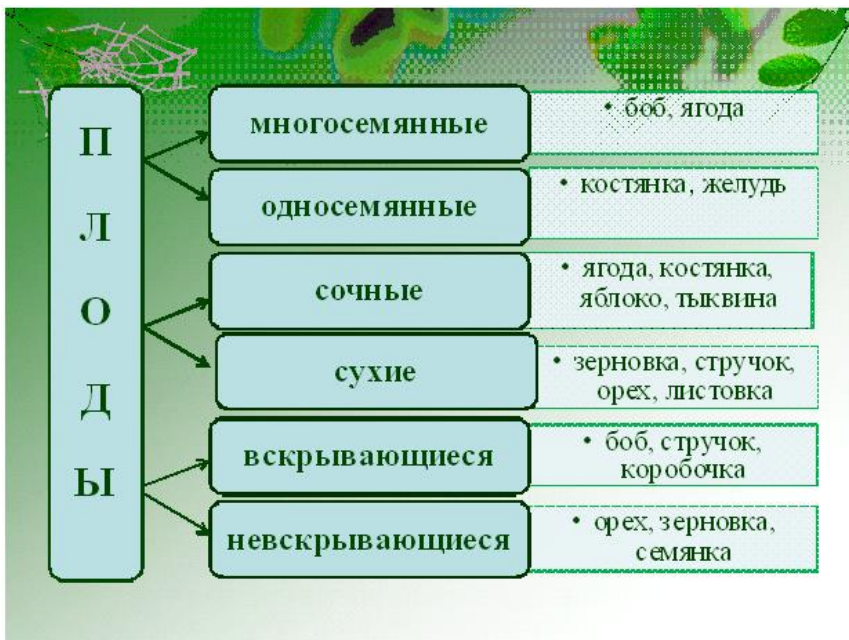 ПЛОДЫ
многосемянные
• боб, ягода
односемянные
• костянка, желудь
сочные
• ягода, костянка,
яблоко, тыквина
сухие
• зерновка, стручок,
орех, листовка
вскрывающиеся
• боб, стручок,
коробочка
невскрывающиеся
• орех, зерновка,
семянка